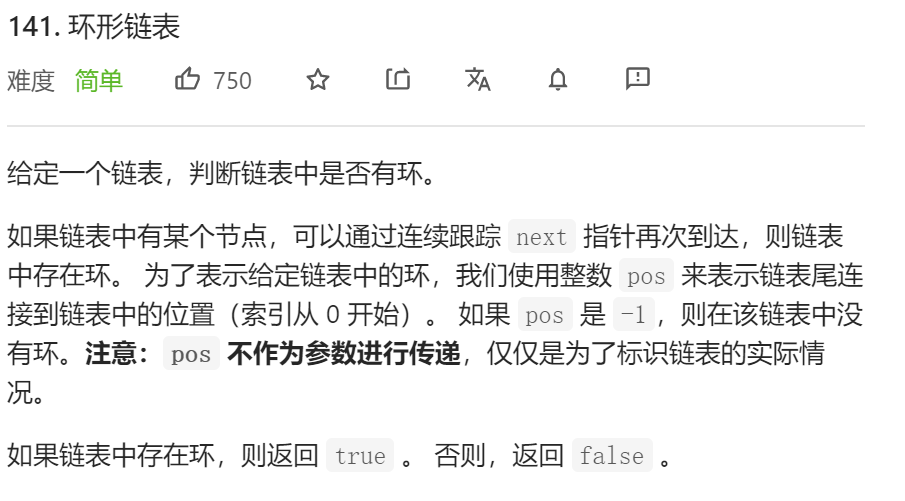 141. 环形链表
难度 简单 750
给定一个链表，判断链表中是否有环。
如果链表中有某个节点，可以通过连续跟踪 next 指针再次到达，则链表
中存在环。 为了表示给定链表中的环，我们使用整数 pos 来表示链表尾连
接到链表中的位置（索引从 0 开始）。 如果 pos 是 -1，则在该链表中没
有环。注意：pos 不作为参数进行传递，仅仅是为了标识链表的实际情
况。
如果链表中存在环，则返回 true 。 否则，返回 false 。